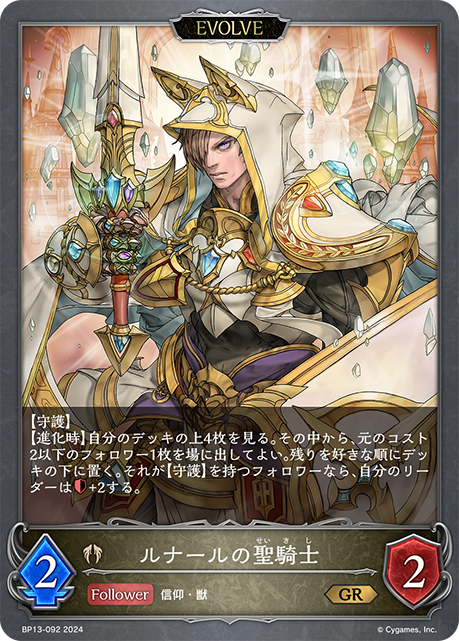 EVOLVE
【守護】
【進化時】自分のデッキの上4枚を見る。その中から、元のコスト
2以下のフォロワー1枚を場に出してよい。残りを好きな順にデッ
キの下に置く。それが【守護】を持つフォロワーなら、自分のリー
ダーは+2する。
せいきし
ルナールの聖騎士
2
2
Follower
信仰・獣
GR
BP13-092 2024
© Cygames, Inc.